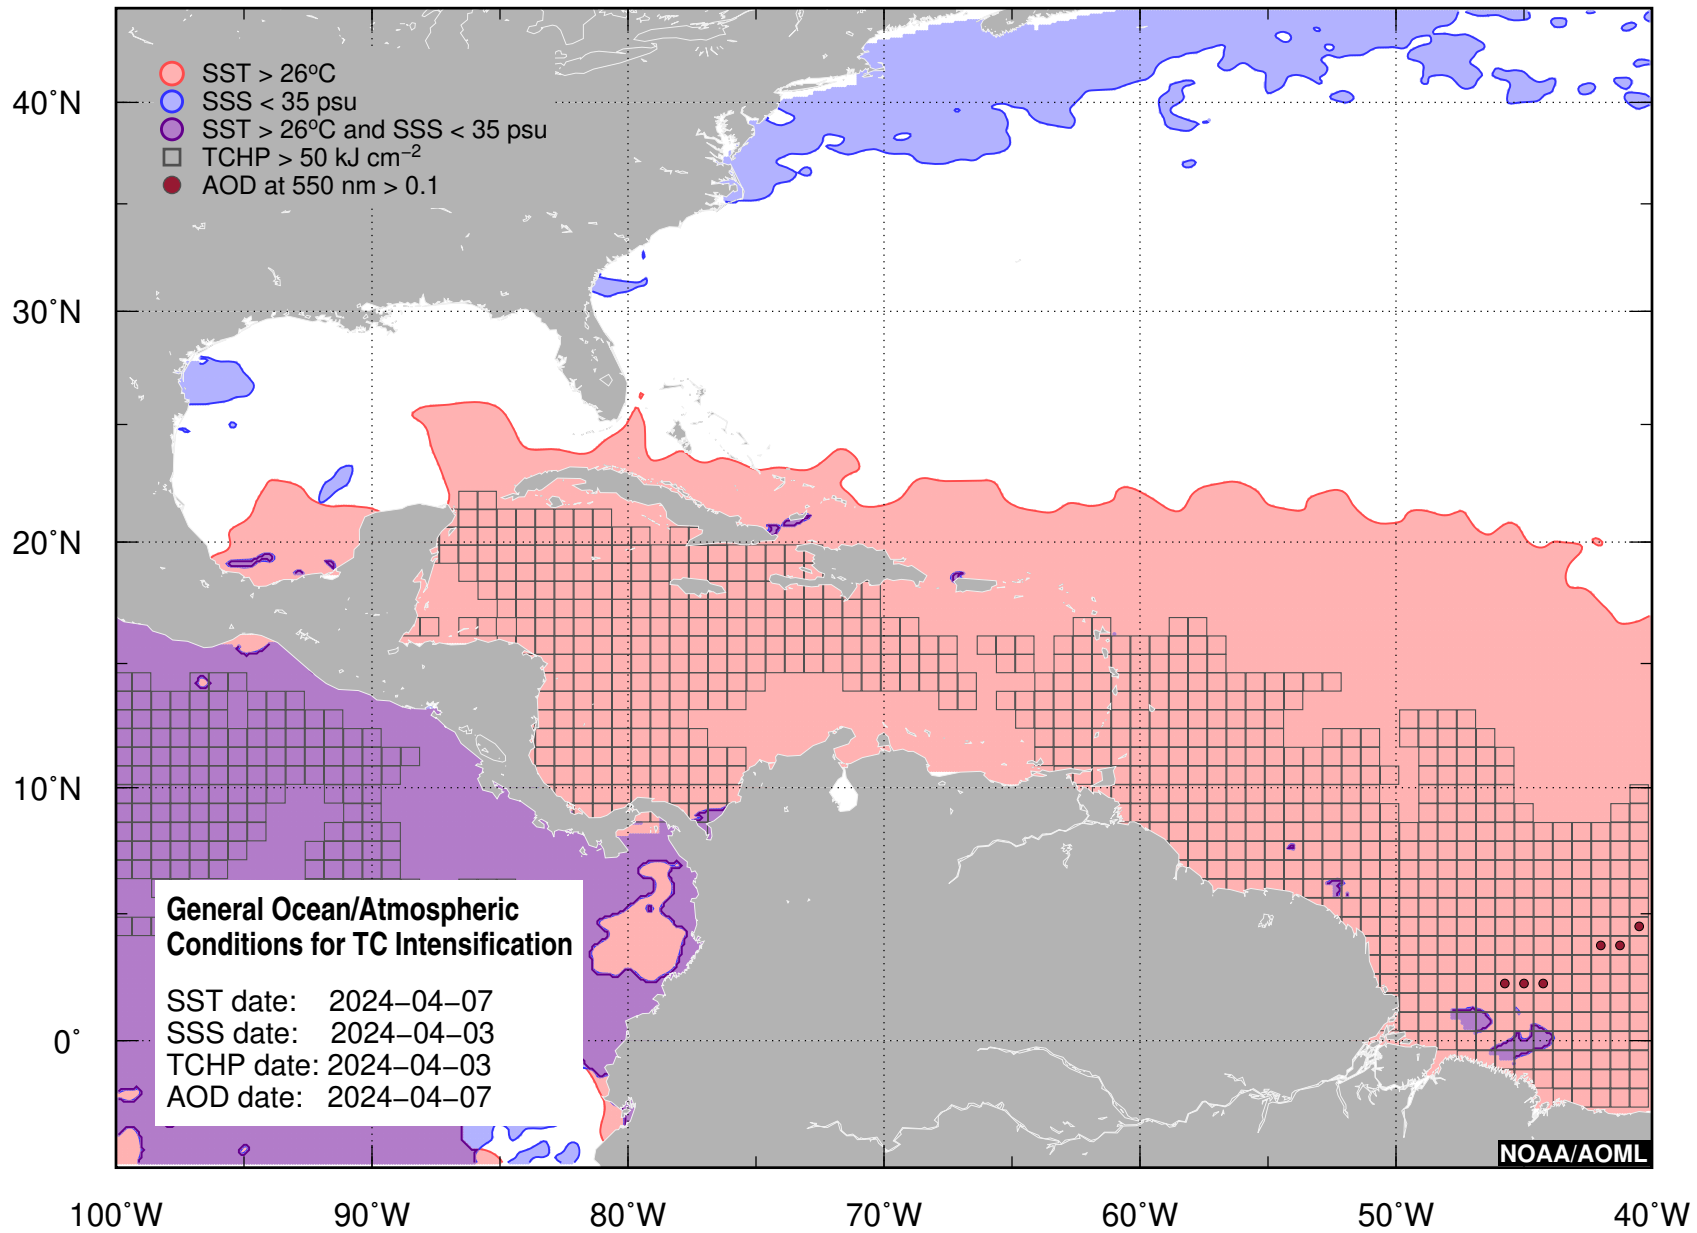 SST > 26°C
SSS < 35 psu
SST > 26°C and SSS < 35 psu
TCHP > 50 kJ cm⁻²
AOD at 550 nm > 0.1
40°N
30°N
20°N
10°N
0°
General Ocean/Atmospheric
Conditions for TC Intensification
SST date: 2024−04−07
SSS date: 2024−04−03
TCHP date: 2024−04−03
AOD date: 2024−04−07
NOAA/AOML
100°W 90°W 80°W 70°W 60°W 50°W 40°W